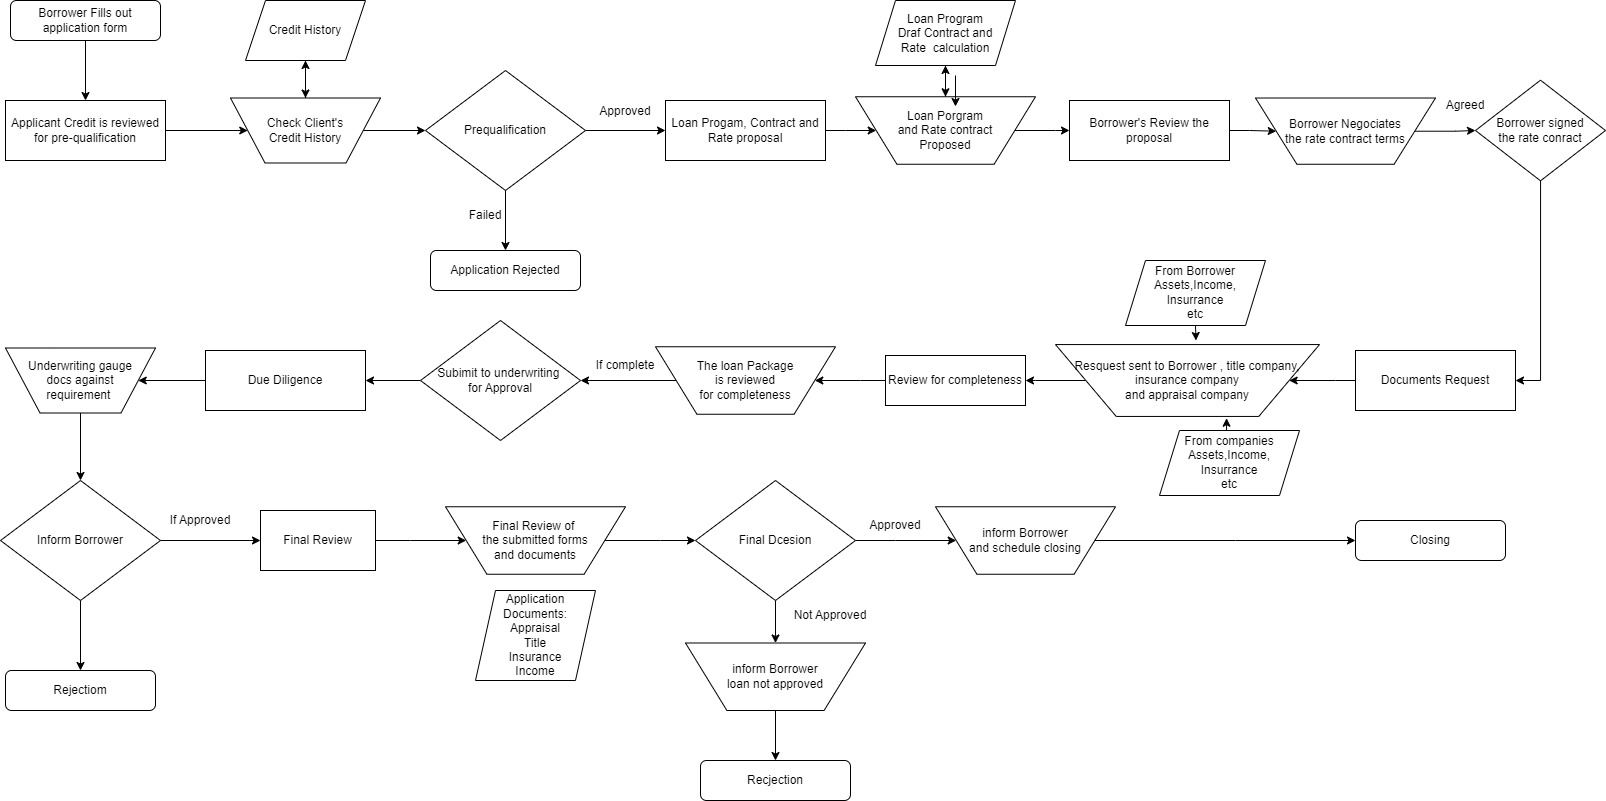 Borrower Fills out
application form
Credit History
Loan Program
Draf Contract and
Rate  calculation
Applicant Credit is reviewed
for pre-qualification
Check Client's
Credit History
Prequalification
Approved
Loan Progam, Contract and
Rate proposal
Loan Porgram
and Rate contract
Proposed
Borrower's Review the
proposal
Borrower Negociates
the rate contract terms
Agreed
Borrower signed
the rate conract
Failed
Application Rejected
From Borrower
Assets,Income,
Insurrance
etc
Underwriting gauge
docs against
requirement
Due Diligence
Subimit to underwriting
for Approval
If complete
The loan Package
is reviewed
for completeness
Review for completeness
Resquest sent to Borrower , title company,
insurance company
and appraisal company
Documents Request
From companies
Assets,Income,
Insurrance
etc
Inform Borrower
If Approved
Final Review
Final Review of
the submitted forms
and documents
Final Dcesion
Approved
inform Borrower
and schedule closing
Closing
Application
Documents:
Appraisal
Title
Insurance
Income
Not Approved
Rejectiom
inform Borrower
loan not approved
Recjection